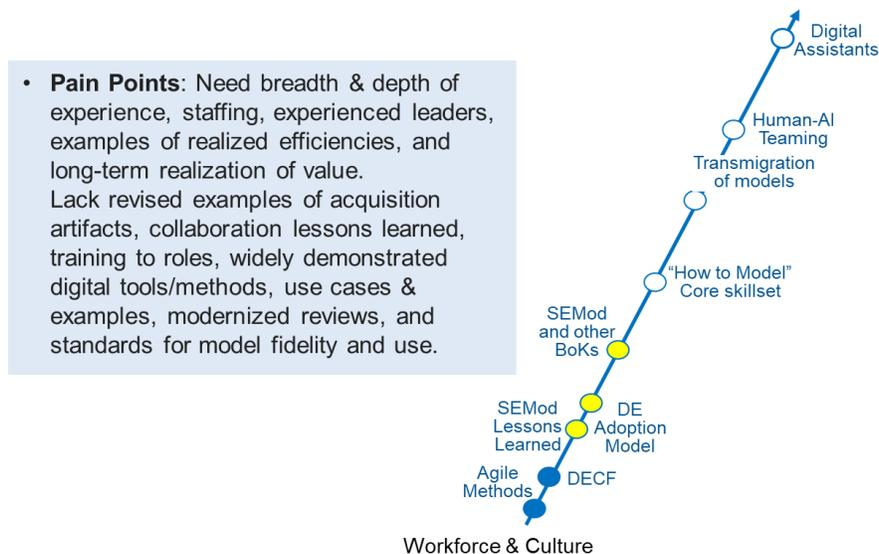 • Pain Points: Need breadth & depth of
experience, staffing, experienced leaders,
examples of realized efficiencies, and
long-term realization of value.
Lack revised examples of acquisition
artifacts, collaboration lessons learned,
training to roles, widely demonstrated
digital tools/methods, use cases &
examples, modernized reviews, and
standards for model fidelity and use.
Digital
Assistants
Human-AI
Teaming
Transmigration
of models
“How to Model”
Core skillset
SEMod
and other
BoKs
SEMod
Lessons
Learned
DE
Adoption
Model
Agile
Methods
DECF
Workforce & Culture